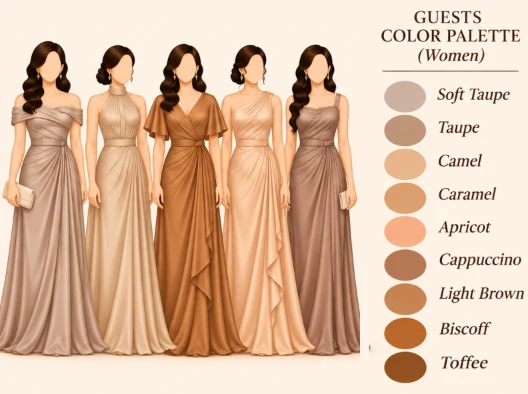 GUESTS
COLOR PALETTE
(Women)
Soft Taupe
Taupe
Camel
Caramel
Apricot
Cappuccino
Light Brown
Biscoff
Toffee